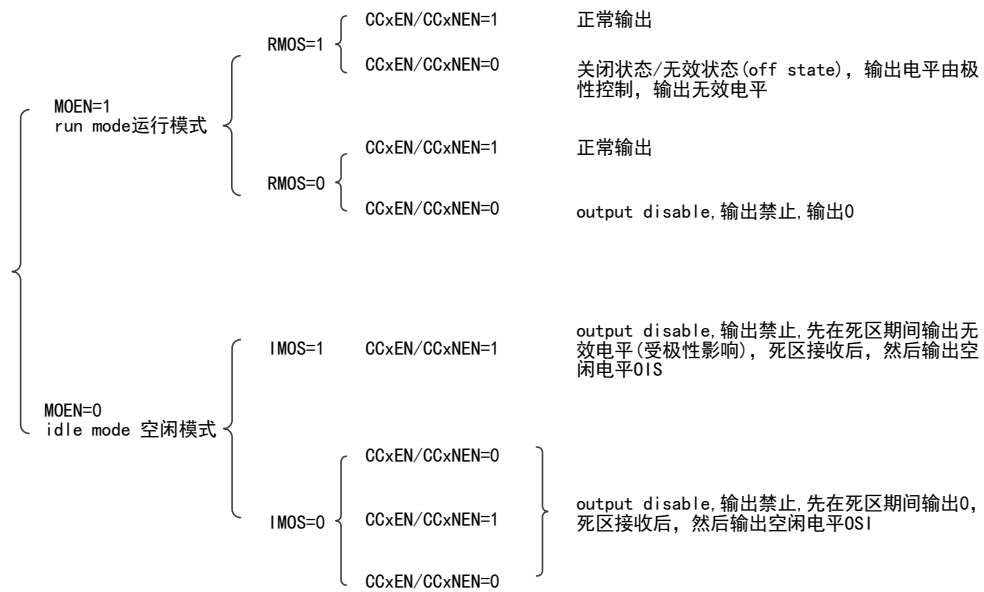 CCxEN/CCxNEN=1 正常输出
RMOS=1
CCxEN/CCxNEN=0 关闭状态/无效状态(off state)，输出电平由极
性控制，输出无效电平
MOEN=1
run mode运行模式
CCxEN/CCxNEN=1 正常输出
RMOS=0
CCxEN/CCxNEN=0 output disable,输出禁止,输出0
output disable,输出禁止,先在死区期间输出无
IMOS=1 CCxEN/CCxNEN=1 效电平(受极性影响)，死区接收后，然后输出空
闲电平OIS
MOEN=0
idle mode 空闲模式
CCxEN/CCxNEN=0
output disable,输出禁止,先在死区期间输出0，
IMOS=0 CCxEN/CCxNEN=1 死区接收后，然后输出空闲电平OSI
CCxEN/CCxNEN=0